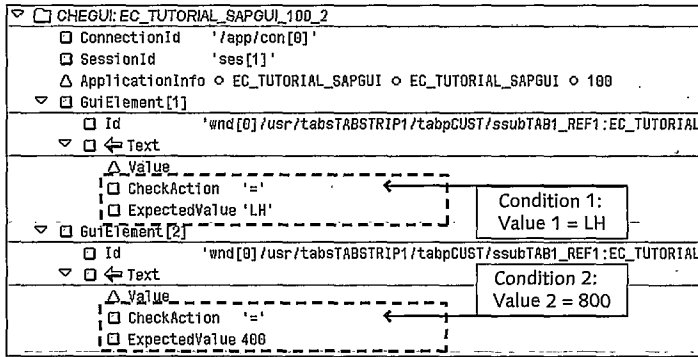 CHEGUI: EC_TUTORIAL_SAPGUI_100_2
ConnectionId '/app/con[0]'
SessionId 'ses[1]'
ApplicationInfo EC_TUTORIAL_SAPGUI EC_TUTORIAL_SAPGUI 100
GuiElement[1]
Id 'wnd[0]/usr/tabsTABSTRIP1/tabpCUST/ssubTAB1_REF1:EC_TUTORIAL
Text
Value
CheckAction '='
ExpectedValue 'LH'
Condition 1:
Value 1 = LH
GuiElement[2]
Id 'wnd[0]/usr/tabsTABSTRIP1/tabpCUST/ssubTAB1_REF1:EC_TUTORIAL
Text
Value
CheckAction '='
ExpectedValue 400
Condition 2:
Value 2 = 800